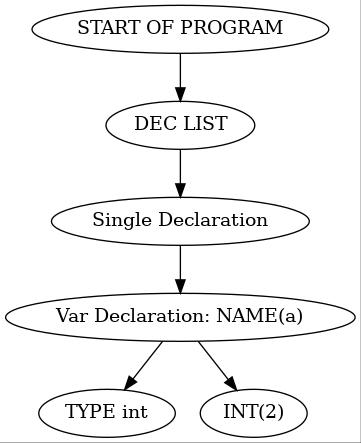 START OF PROGRAM
DEC LIST
Single Declaration
Var Declaration: NAME(a)
TYPE int
INT(2)